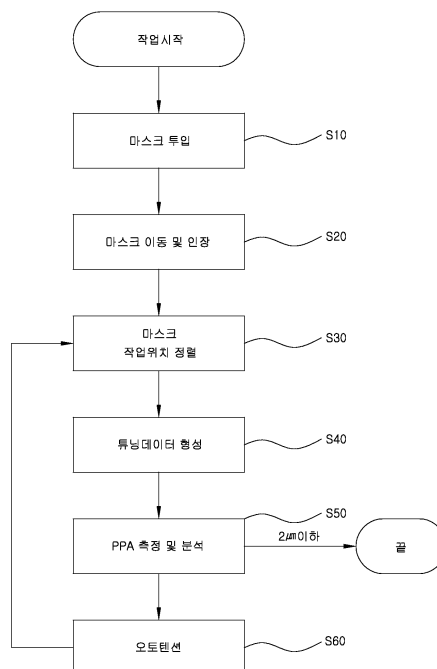 작업시작
마스크 투입
S10
마스크 이동 및 인장
S20
마스크
작업위치 정렬
S30
튜닝데이터 형성
S40
S50
PPA 측정 및 분석
2㎛이하
끝
오토텐션
S60